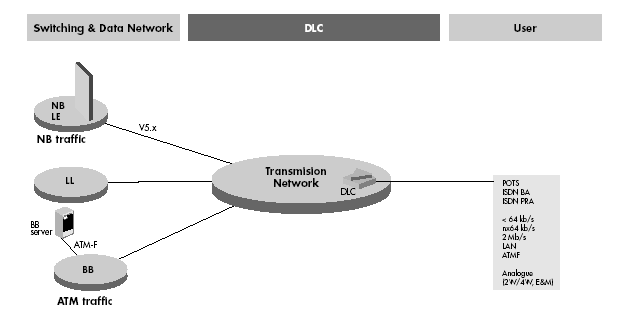 Switching & Data Network
DLC
User
NB
LE
NB traffic
V5.x
LL
Transmision
Network
DLC
BB
server
ATM-F
BB
ATM traffic
POTS
ISDN BA
ISDN PRA
< 64 kb/s
nx64 kb/s
2 Mb/s
LAN
ATMF
Analogue
(2W/4W, E&M)